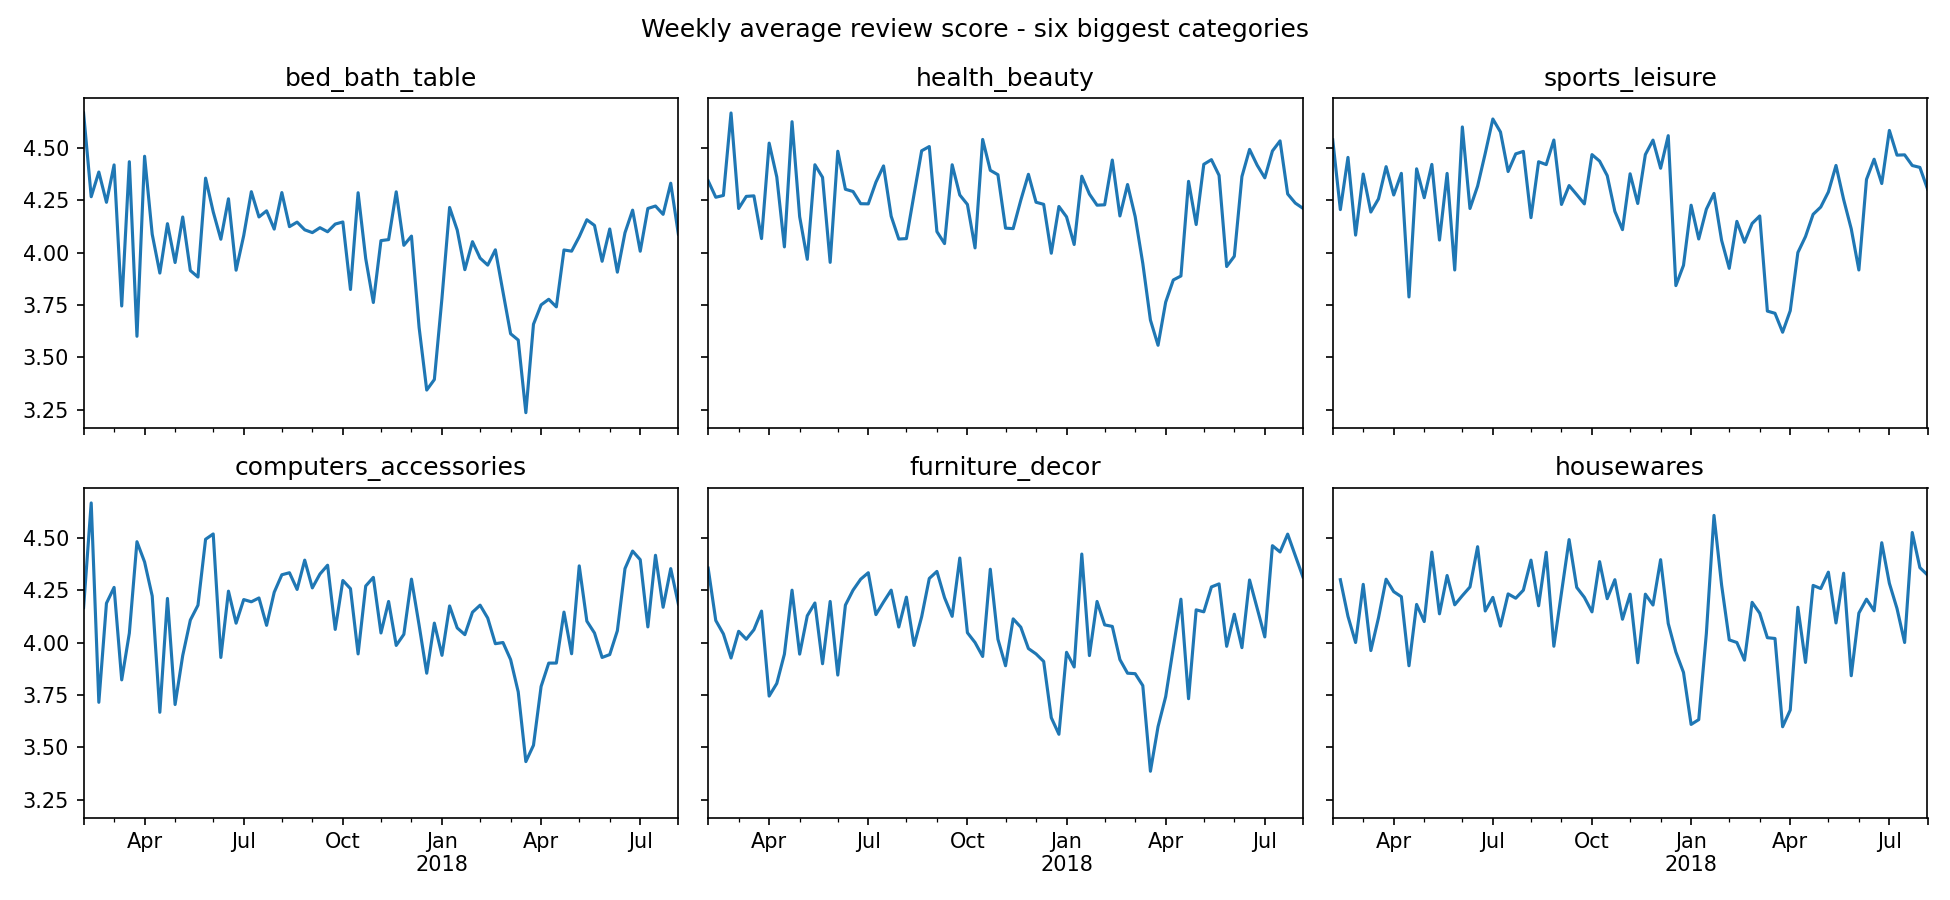 Weekly average review score - six biggest categories
bed_bath_table
health_beauty
sports_leisure
4.50
4.25
4.00
3.75
3.50
3.25
computers_accessories
furniture_decor
housewares
4.50
4.25
4.00
3.75
3.50
3.25
Apr Jul Oct Jan Apr Jul
2018
Apr Jul Oct Jan Apr Jul
2018
Apr Jul Oct Jan Apr Jul
2018